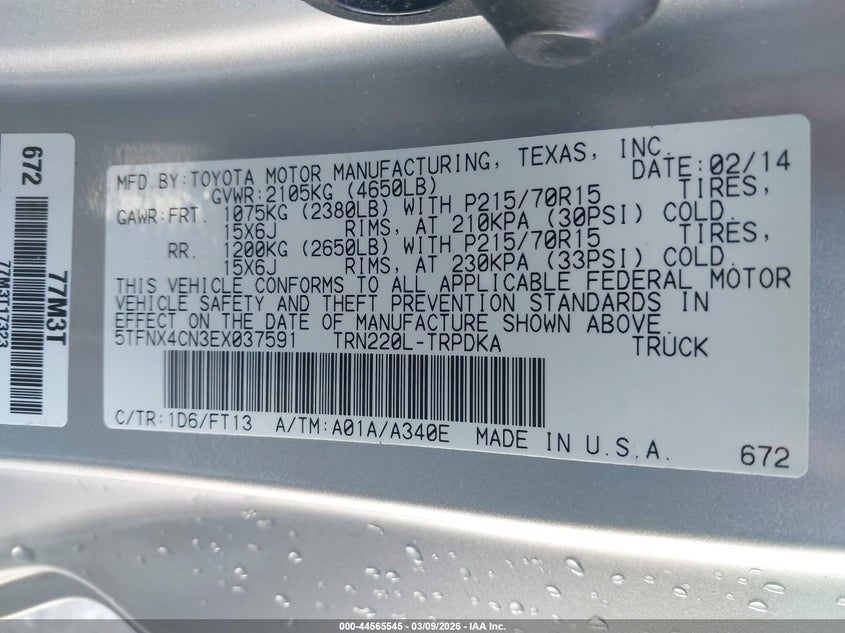 672
77M3T
77M3117323
MFD.BY:TOYOTA MOTOR MANUFACTURING, TEXAS, INC.
DATE:02/14
GVWR:2105KG (4650LB)
GAWR:FRT. 1075KG (2380LB) WITH P215/70R15 TIRES,
15X6J RIMS, AT 210KPA (30PSI) COLD.
RR. 1200KG (2650LB) WITH P215/70R15 TIRES,
15X6J RIMS, AT 230KPA (33PSI) COLD.
THIS VEHICLE CONFORMS TO ALL APPLICABLE FEDERAL MOTOR
VEHICLE SAFETY AND THEFT PREVENTION STANDARDS IN
EFFECT ON THE DATE OF MANUFACTURE SHOWN ABOVE.
5TFNX4CN3EX037591 TRN220L-TRPDKA TRUCK
C/TR:1D6/FT13 A/TM:A01A/A340E MADE IN U.S.A.
672
000-44565545 - 03/09/2026 - IAA Inc.